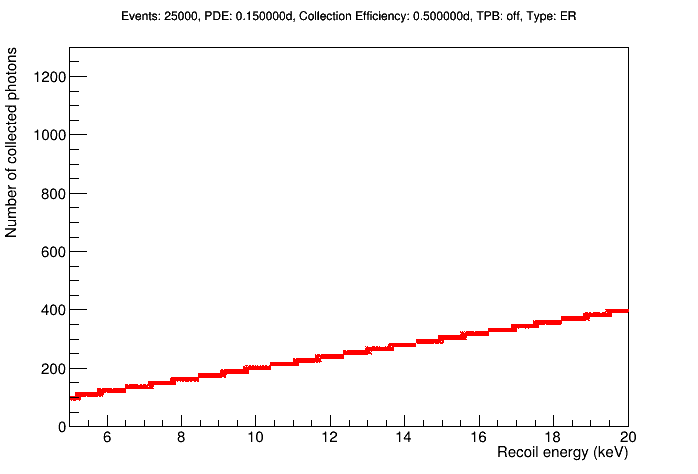 Events: 25000, PDE: 0.150000d, Collection Efficiency: 0.500000d, TPB: off, Type: ER
Number of collected photons
1200
1000
800
600
400
200
0
6 8 10 12 14 16 18 20
Recoil energy (keV)